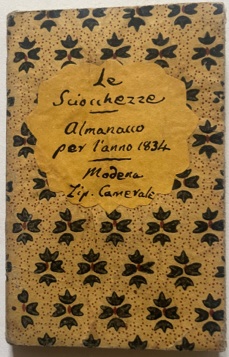 Le
Sciocchezze
Almanacco
per l'anno 1834
Modena
Tip. Camerale